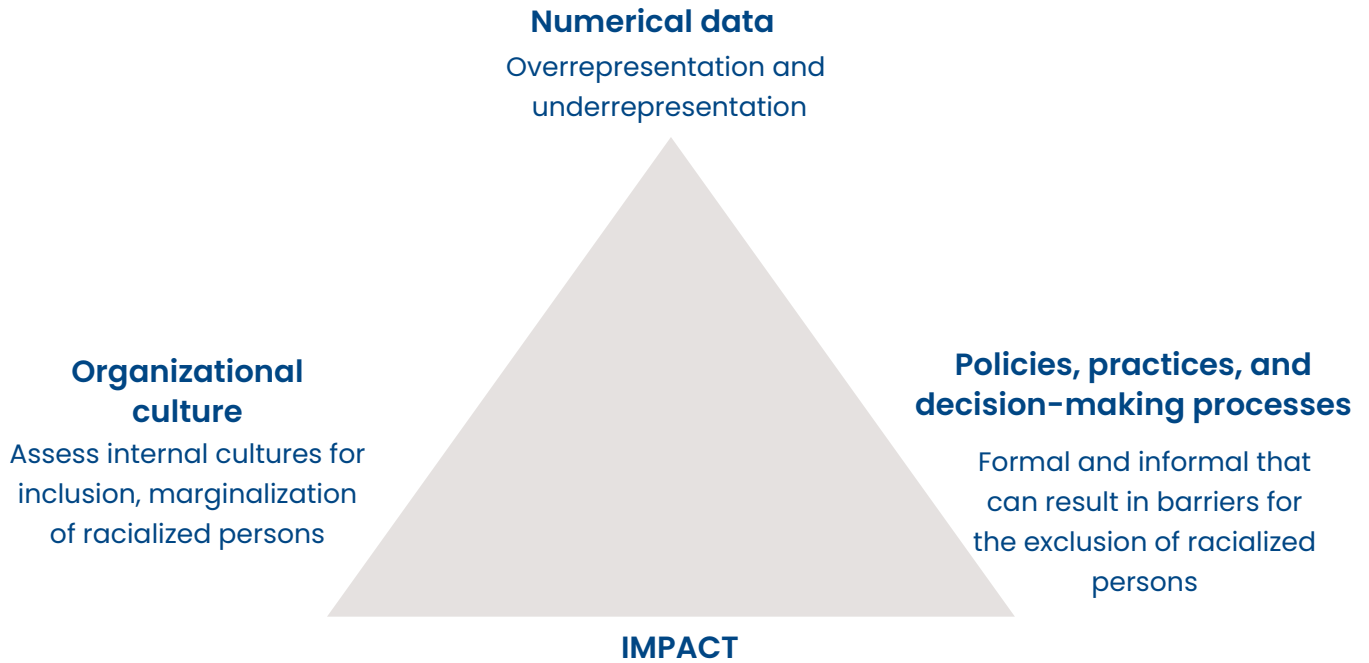 Numerical data
Overrepresentation and
underrepresentation
Organizational
culture
Assess internal cultures for
inclusion, marginalization
of racialized persons
Policies, practices, and
decision-making processes
Formal and informal that
can result in barriers for
the exclusion of racialized
persons
IMPACT